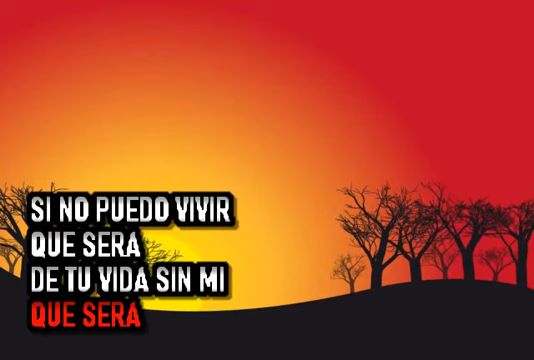 SI NO PUEDO VIVIR
QUE SERA
DE TU VIDA SIN MI
QUE SERA